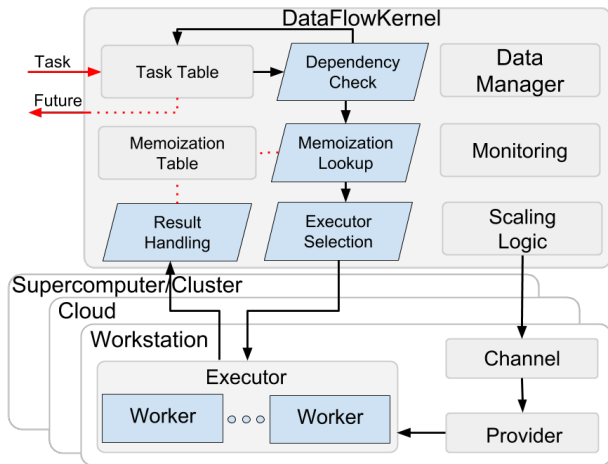 DataFlowKernel
Task
Future
Task Table
Dependency
Check
Data
Manager
Memoization
Table
Memoization
Lookup
Monitoring
Result
Handling
Executor
Selection
Scaling
Logic
Supercomputer/Cluster
Cloud
Workstation
Executor
Worker
Worker
Channel
Provider